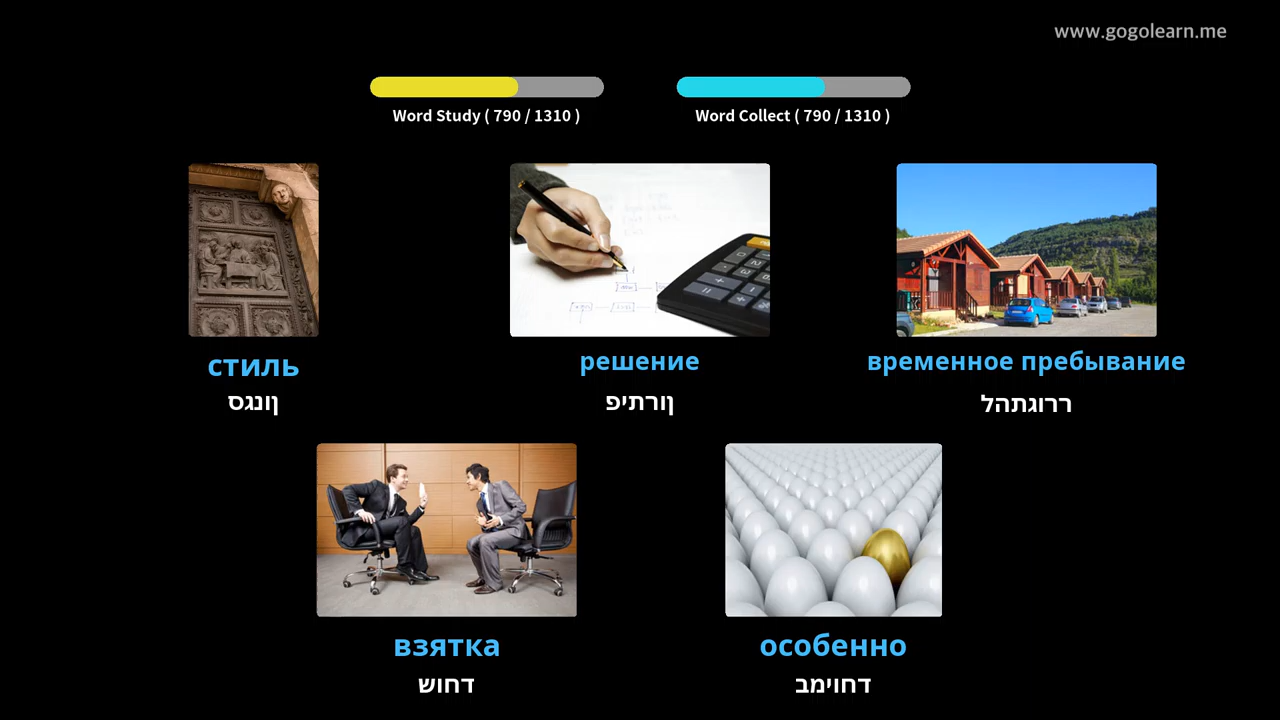 www.gogolearn.me
Word Study ( 790 / 1310 )
Word Collect ( 790 / 1310 )
стиль
ןונגס
решение
ןורתיפ
временное пребывание
ררוגתהל
взятка
דחוש
особенно
דחוימב